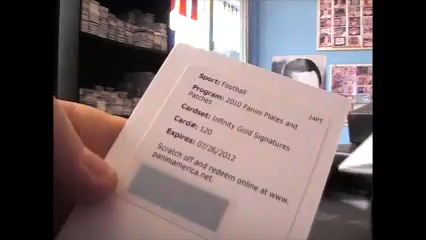 Sport: Football
Program: 2010 Panini Plates and
Patches
24PT
Cardset: Infinity Gold Signatures
Card#: 120
Expires: 07/26/2012
Scratch off and redeem online at www.
paniniamerica.net.